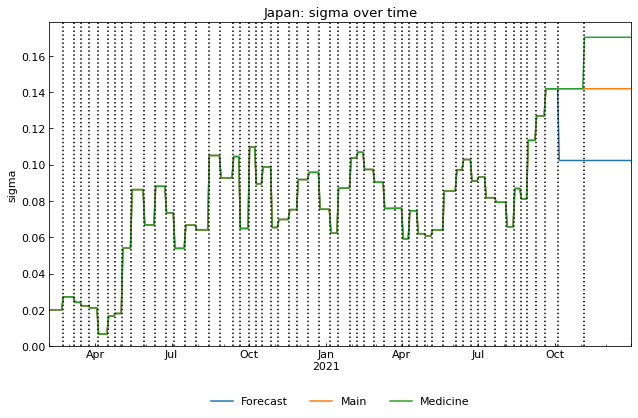 Japan: sigma over time
0.16
0.14
0.12
0.10
0.08
0.06
0.04
0.02
0.00
sigma
Apr Jul Oct Jan Apr Jul Oct
2021
Forecast Main Medicine